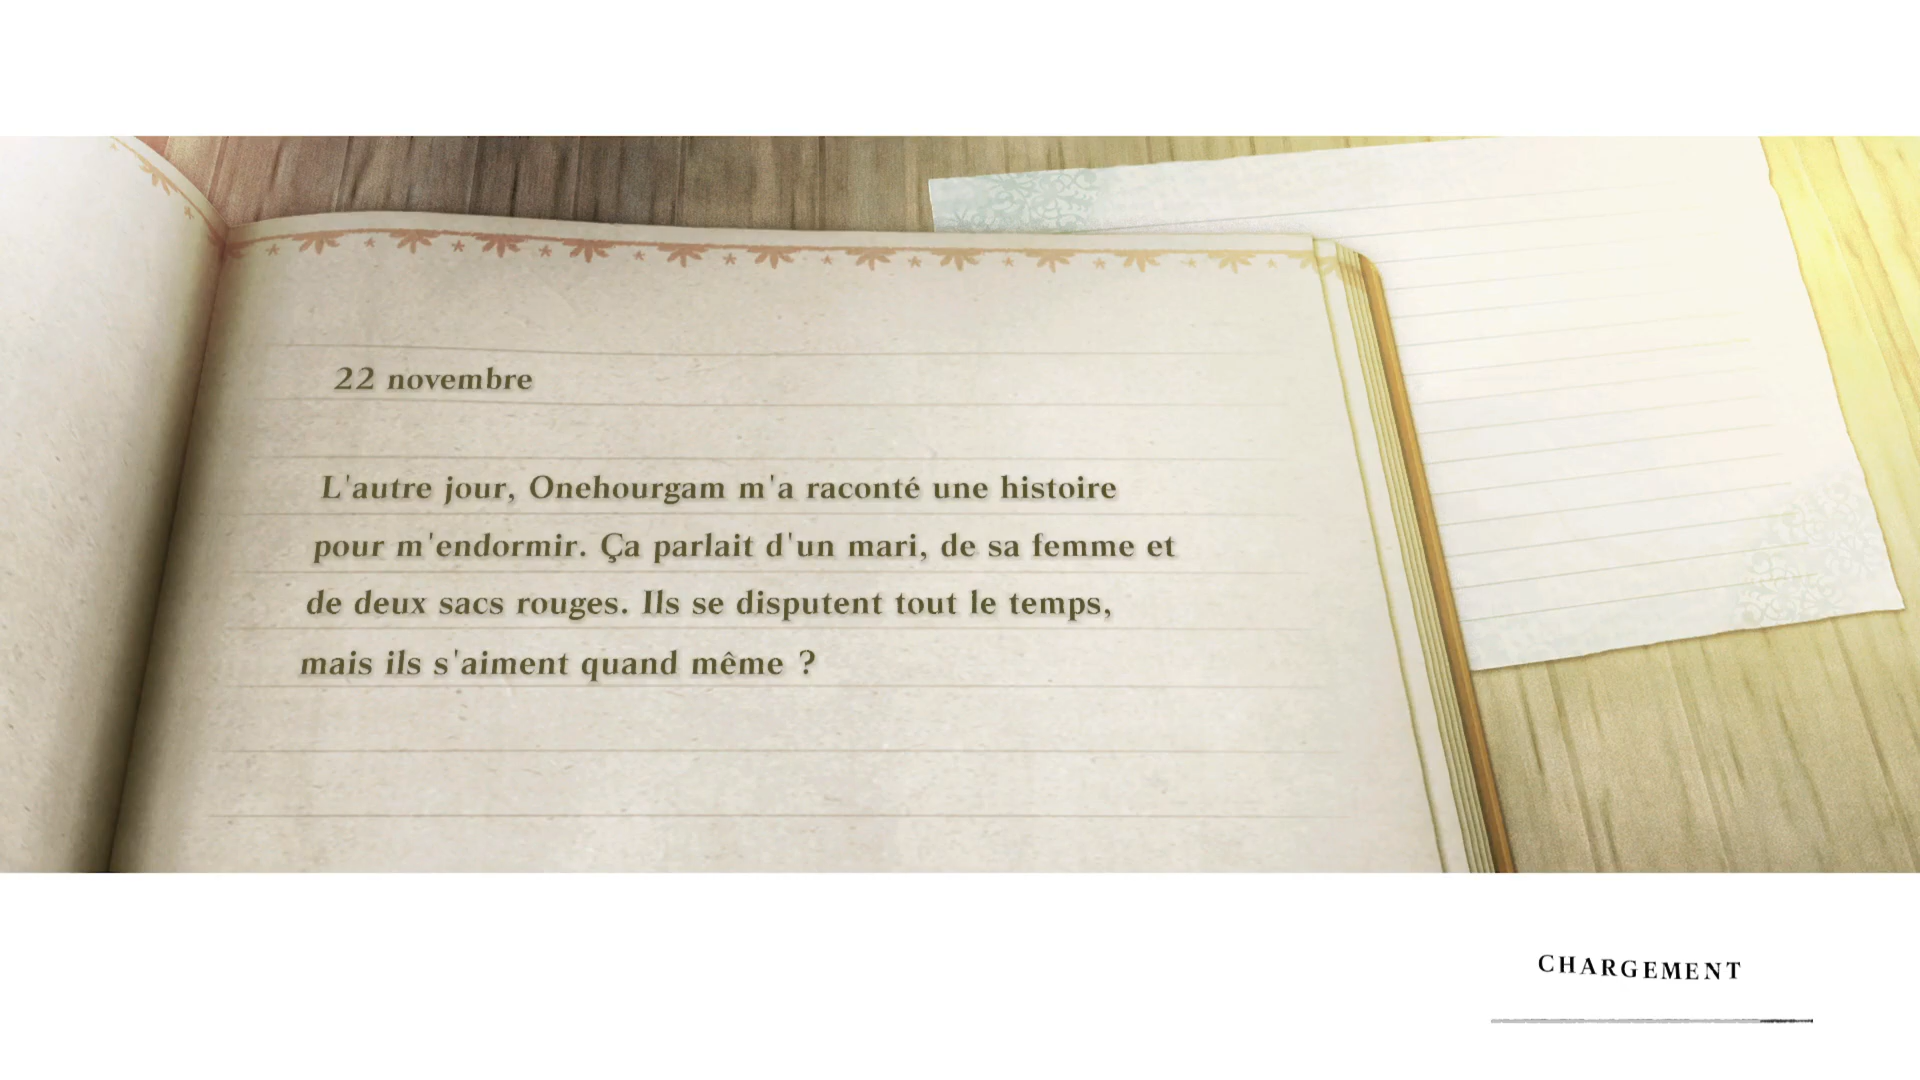 22 novembre
L'autre jour, Onehourgam m'a raconté une histoire
pour m'endormir. Ça parlait d'un mari, de sa femme et
de deux sacs rouges. Ils se disputent tout le temps,
mais ils s'aiment quand même ?
CHARGEMENT